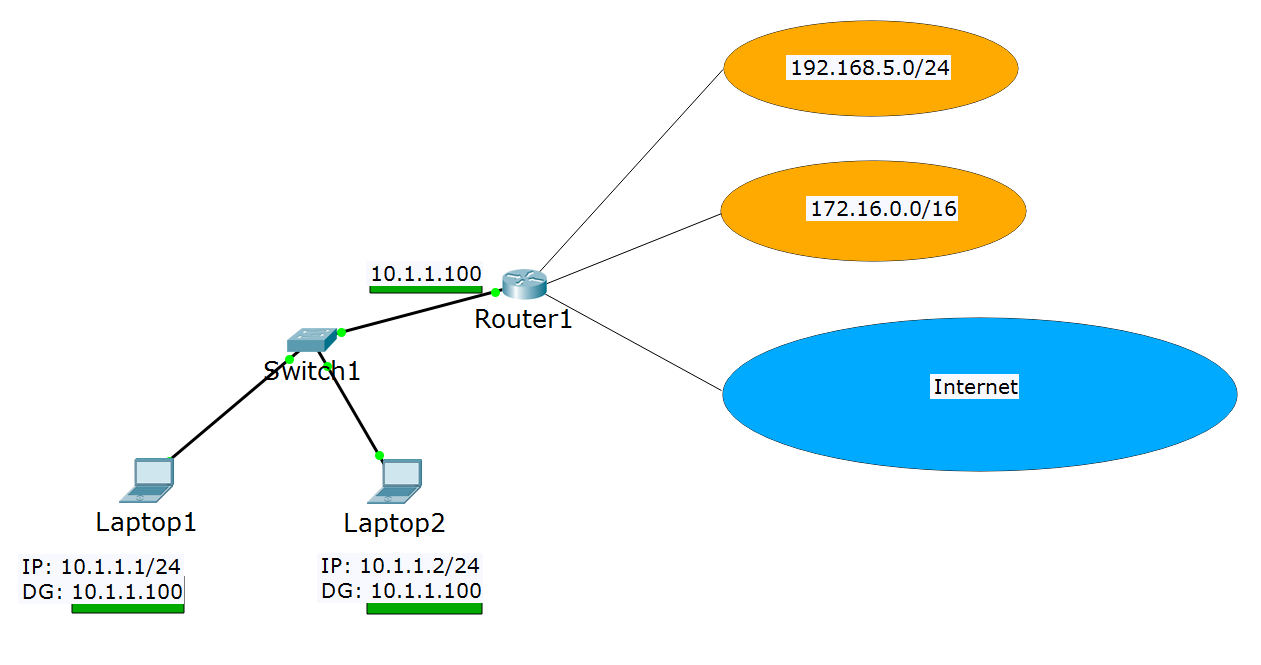 192.168.5.0/24
172.16.0.0/16
10.1.1.100
Router1
Switch1
Internet
Laptop1
Laptop2
IP: 10.1.1.1/24
DG: 10.1.1.100
IP: 10.1.1.2/24
DG: 10.1.1.100